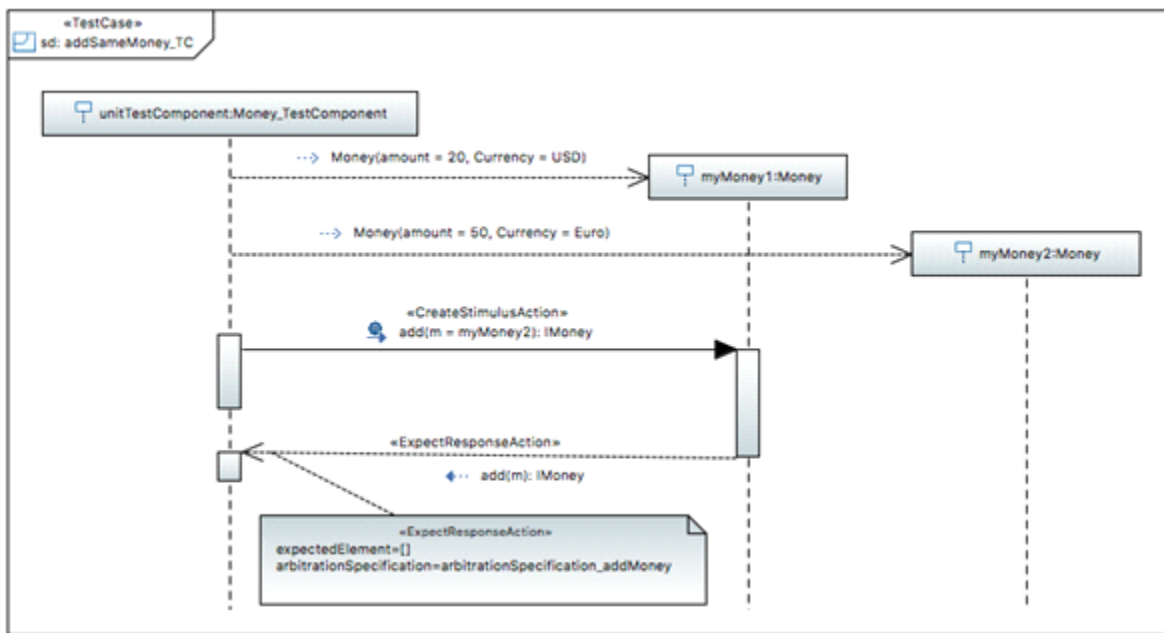 «TestCase»
sd: addSameMoney_TC
unitTestComponent:Money_TestComponent
Money(amount = 20, Currency = USD)
myMoney1:Money
Money(amount = 50, Currency = Euro)
myMoney2:Money
«CreateStimulusAction»
add(m = myMoney2): IMoney
«ExpectResponseAction»
add(m): IMoney
«ExpectResponseAction»
expectedElement=[]
arbitrationSpecification=arbitrationSpecification_addMoney